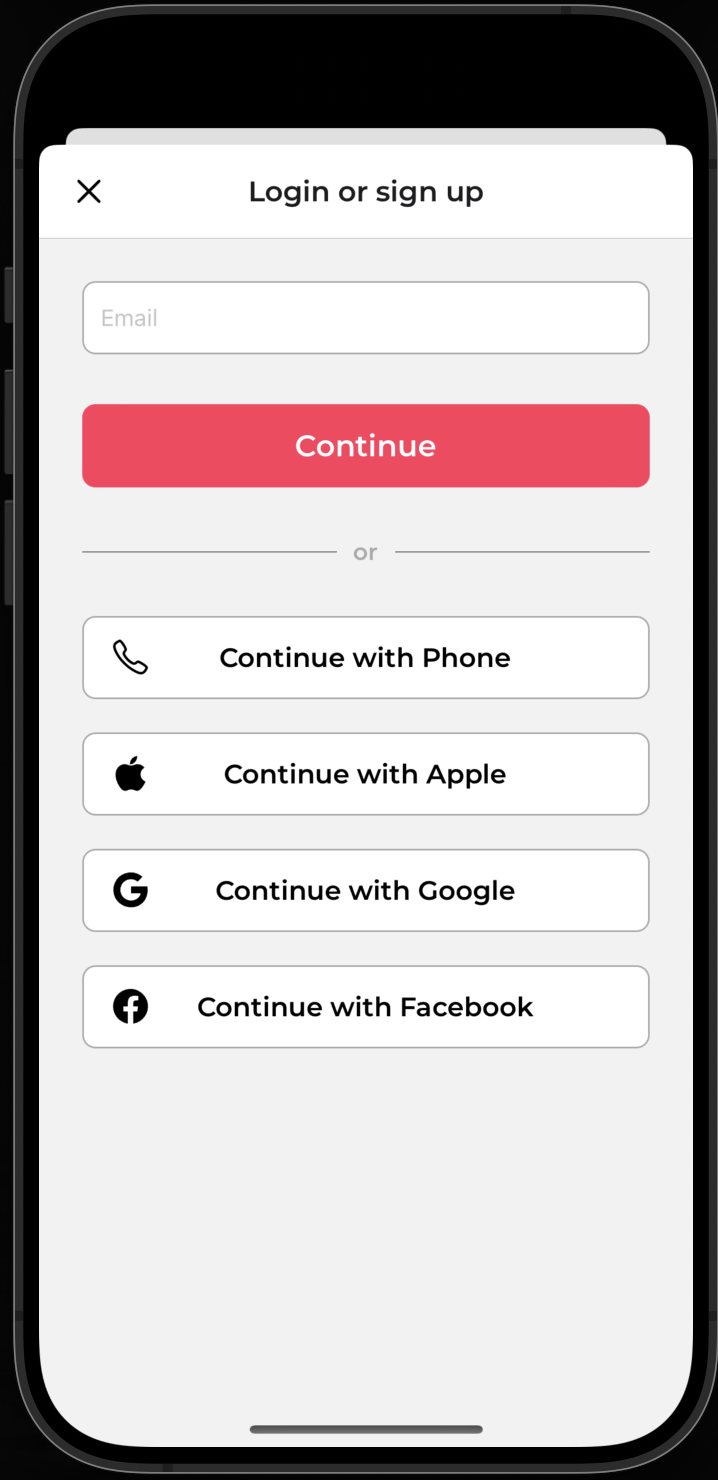 Login or sign up
Email
Continue
or
Continue with Phone
Continue with Apple
Continue with Google
Continue with Facebook